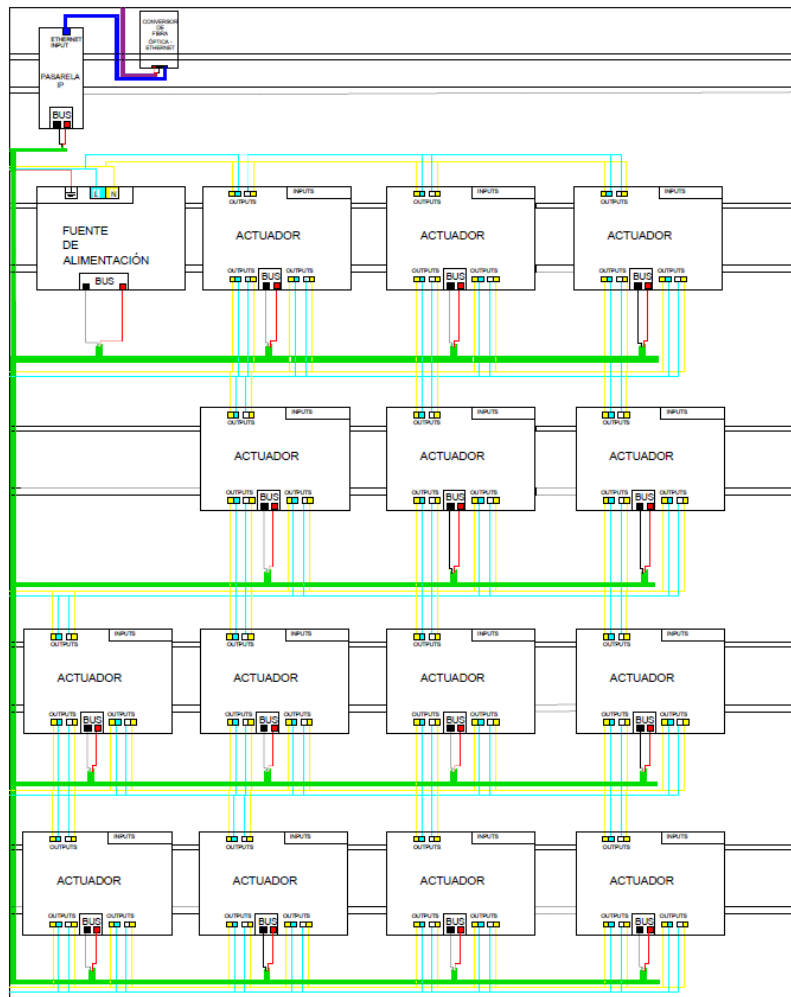 CONVERSOR
DE
FIBRA
ÓPTICA -
ETHERNET
ETHERNET
INPUT
PASARELA
IP
BUS
L
N
FUENTE
DE
ALIMENTACIÓN
BUS
OUTPUTS
INPUTS
ACTUADOR
OUTPUTS
BUS
OUTPUTS
OUTPUTS
INPUTS
ACTUADOR
OUTPUTS
BUS
OUTPUTS
OUTPUTS
INPUTS
ACTUADOR
OUTPUTS
BUS
OUTPUTS
OUTPUTS
INPUTS
ACTUADOR
OUTPUTS
BUS
OUTPUTS
OUTPUTS
INPUTS
ACTUADOR
OUTPUTS
BUS
OUTPUTS
OUTPUTS
INPUTS
ACTUADOR
OUTPUTS
BUS
OUTPUTS
OUTPUTS
INPUTS
ACTUADOR
OUTPUTS
BUS
OUTPUTS
OUTPUTS
INPUTS
ACTUADOR
OUTPUTS
BUS
OUTPUTS
OUTPUTS
INPUTS
ACTUADOR
OUTPUTS
BUS
OUTPUTS
OUTPUTS
INPUTS
ACTUADOR
OUTPUTS
BUS
OUTPUTS
OUTPUTS
INPUTS
ACTUADOR
OUTPUTS
BUS
OUTPUTS
OUTPUTS
INPUTS
ACTUADOR
OUTPUTS
BUS
OUTPUTS
OUTPUTS
INPUTS
ACTUADOR
OUTPUTS
BUS
OUTPUTS
OUTPUTS
INPUTS
ACTUADOR
OUTPUTS
BUS
OUTPUTS